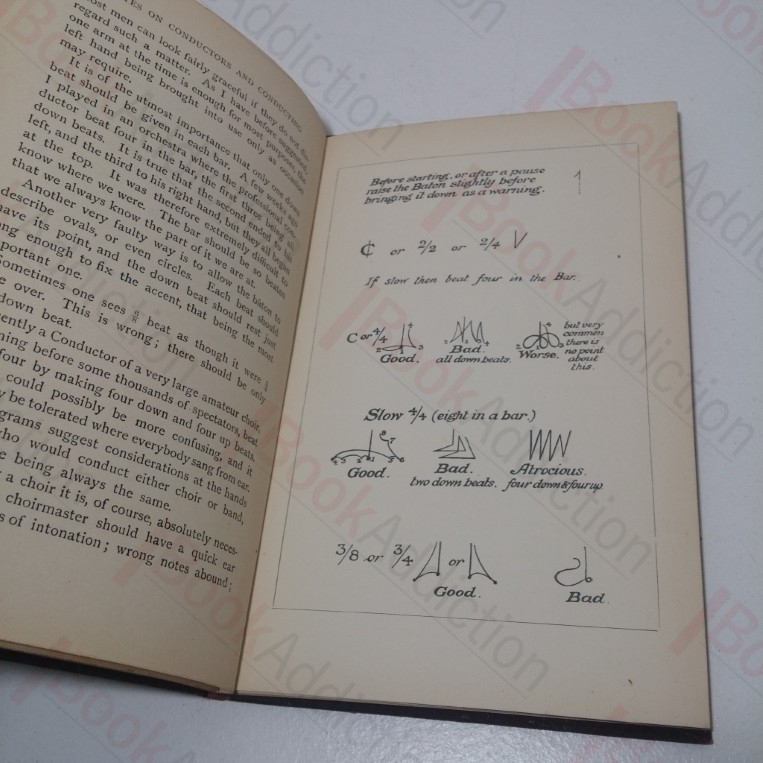 TES ON CONDUCTORS AND CONDUCTING
ost men can look fairly graceful if they do not dis-
regard such a matter. As I have before suggested
one arm at the time is enough for most purposes, the
left hand being brought into use only as occasion
may require.
It is of the utmost importance that only one down
beat should be given in each bar. A few weeks ago
I played in an orchestra where the professional con-
ductor beat four in the bar, the first three being all
down beats. It is true that the second ended to his
left, and the third to his right hand, but they all began
at the top. It was therefore extremely difficult to
know where we were. The bar should be so beaten
that we always know the part of it we are at.
Another very faulty way is to allow the baton to
describe ovals, or even circles. Each beat should
have its point, and the down beat should rest just
ng enough to fix the accent, that being the most
portant one.
Sometimes one sees beat as though it were
e over. This is wrong; there should be only
down beat.
ently a Conductor of a very large amateur choir,
ning before some thousands of spectators, beat
four by making four down and four up beats.
could possibly be more confusing, and it
y be tolerated where everybody sang from ear.
grams suggest considerations at the hands
who would conduct either choir or band,
e being always the same.
r a choir it is, of course, absolutely neces-
choirmaster should have a quick ear
s of intonation; wrong notes abound;
Before starting, or after a pause
raise the Baton slightly before
bringing it down as a warning.
¢ or 2/2 or 2/4
If slow then beat four in the Bar.
C or 4/4
Good.
Bad.
all down beats.
Worse.
but very
common
there is
no point
about
this.
Slow 4/4 (eight in a bar.)
Good.
Bad.
two down beats.
Atrocious.
four down & four up
3/8 or 3/4 or
Good.
Bad.
IBookAddiction